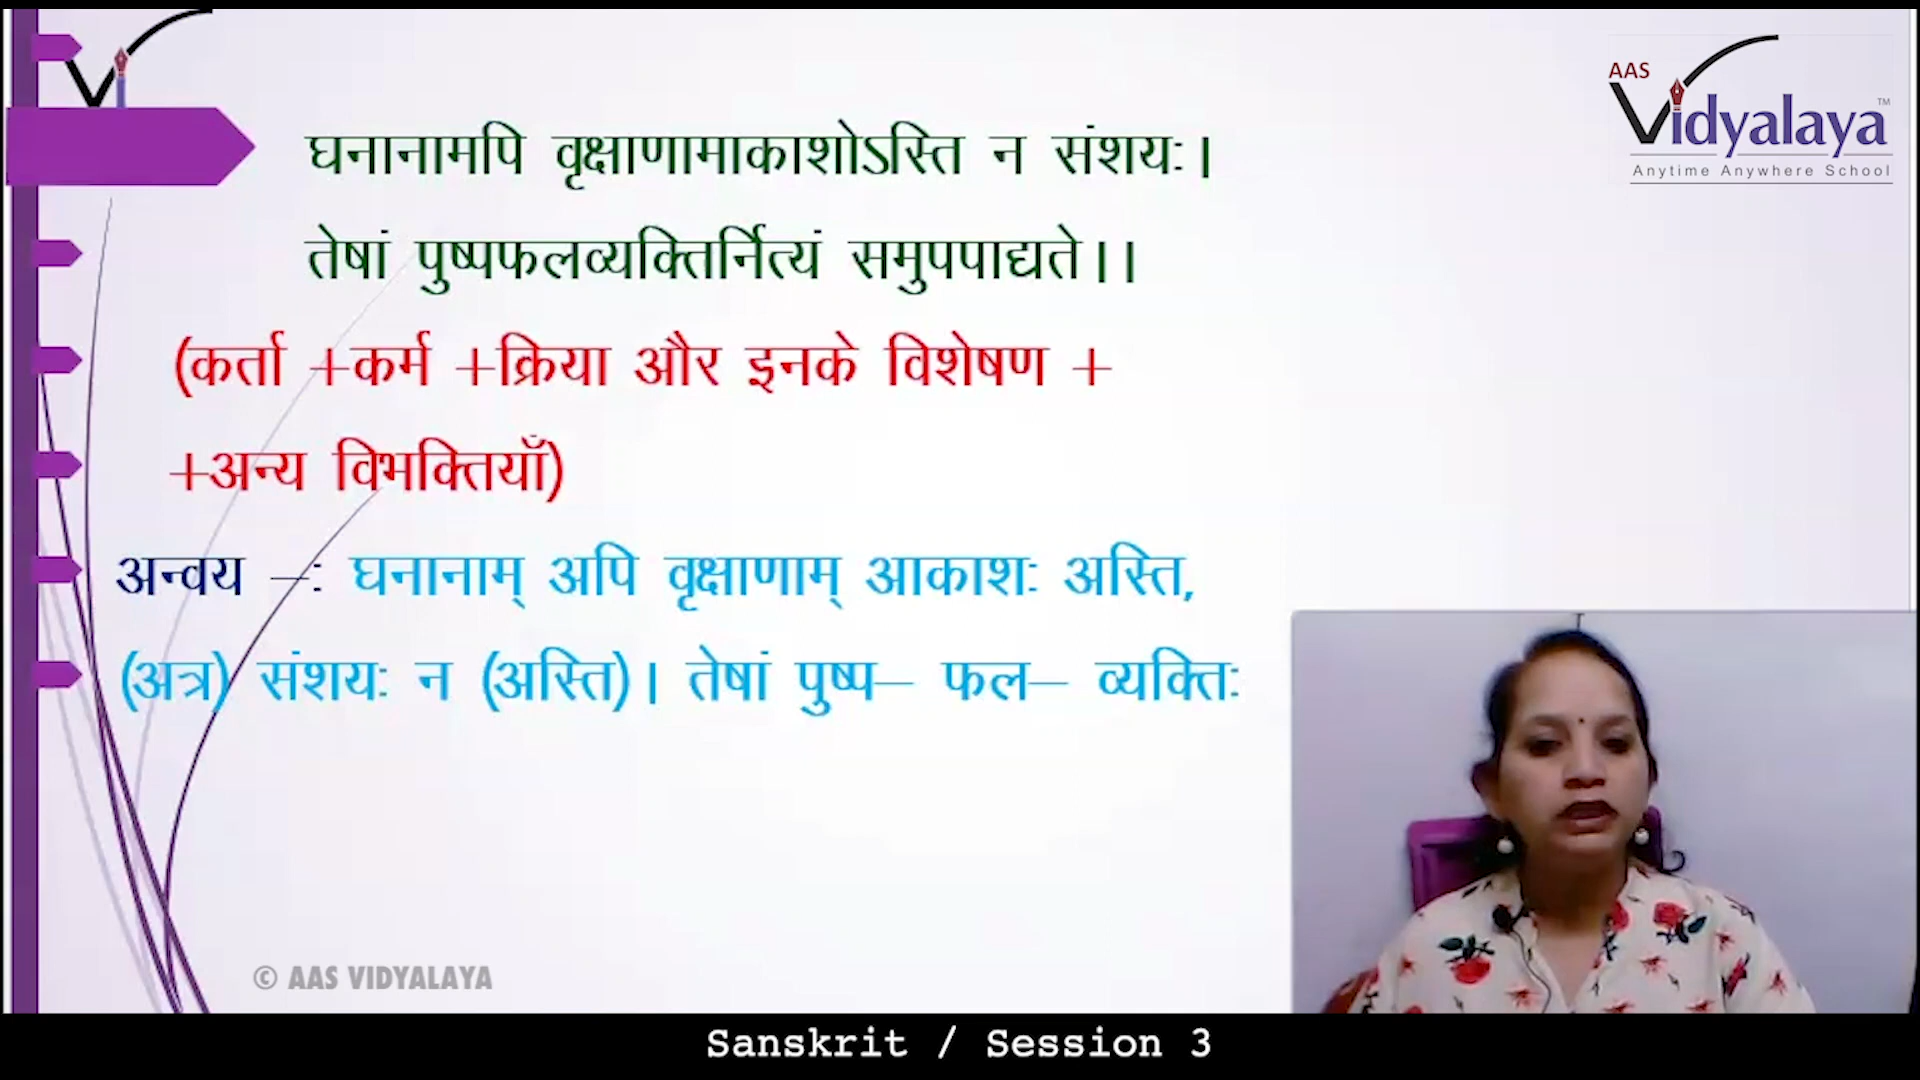 AAS
Vidyalaya
TM
Anytime Anywhere School
घनानामपि वृक्षाणामाकाशोऽस्ति न संशयः।
तेषां पुष्पफलव्यक्तिर्नित्यं समुपपाद्यते।।
(कर्ता +कर्म +क्रिया और इनके विशेषण +
+अन्य विभक्तियाँ)
अन्वय –: घनानाम् अपि वृक्षाणाम् आकाशः अस्ति,
(अत्र) संशयः न (अस्ति)। तेषां पुष्प– फल– व्यक्तिः
© AAS VIDYALAYA
Sanskrit / Session 3